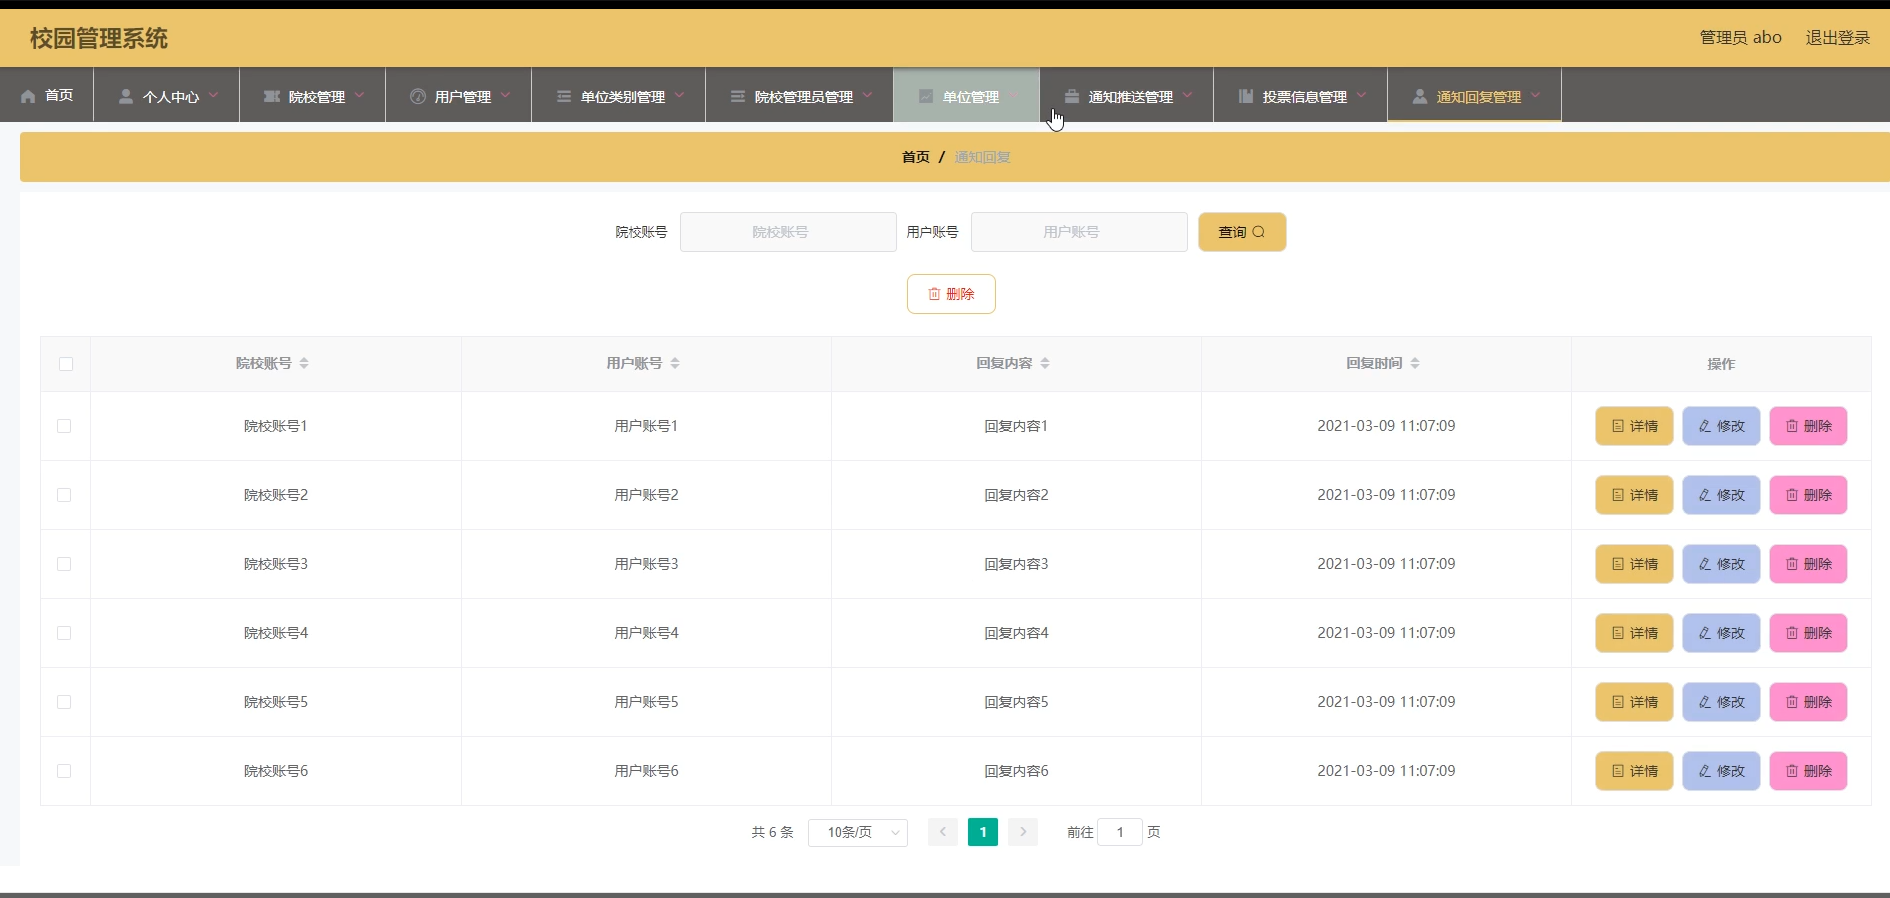 校园管理系统
管理员 abo 退出登录
首页 个人中心 院校管理 用户管理 单位类别管理 院校管理员管理 单位管理 通知推送管理 投票信息管理 通知回复管理
首页 / 通知回复
院校账号 院校账号 用户账号 用户账号 查询
删除
院校账号 用户账号 回复内容 回复时间 操作
院校账号1 用户账号1 回复内容1 2021-03-09 11:07:09 详情 修改 删除
院校账号2 用户账号2 回复内容2 2021-03-09 11:07:09 详情 修改 删除
院校账号3 用户账号3 回复内容3 2021-03-09 11:07:09 详情 修改 删除
院校账号4 用户账号4 回复内容4 2021-03-09 11:07:09 详情 修改 删除
院校账号5 用户账号5 回复内容5 2021-03-09 11:07:09 详情 修改 删除
院校账号6 用户账号6 回复内容6 2021-03-09 11:07:09 详情 修改 删除
共 6 条 10条/页 1 前往 1 页